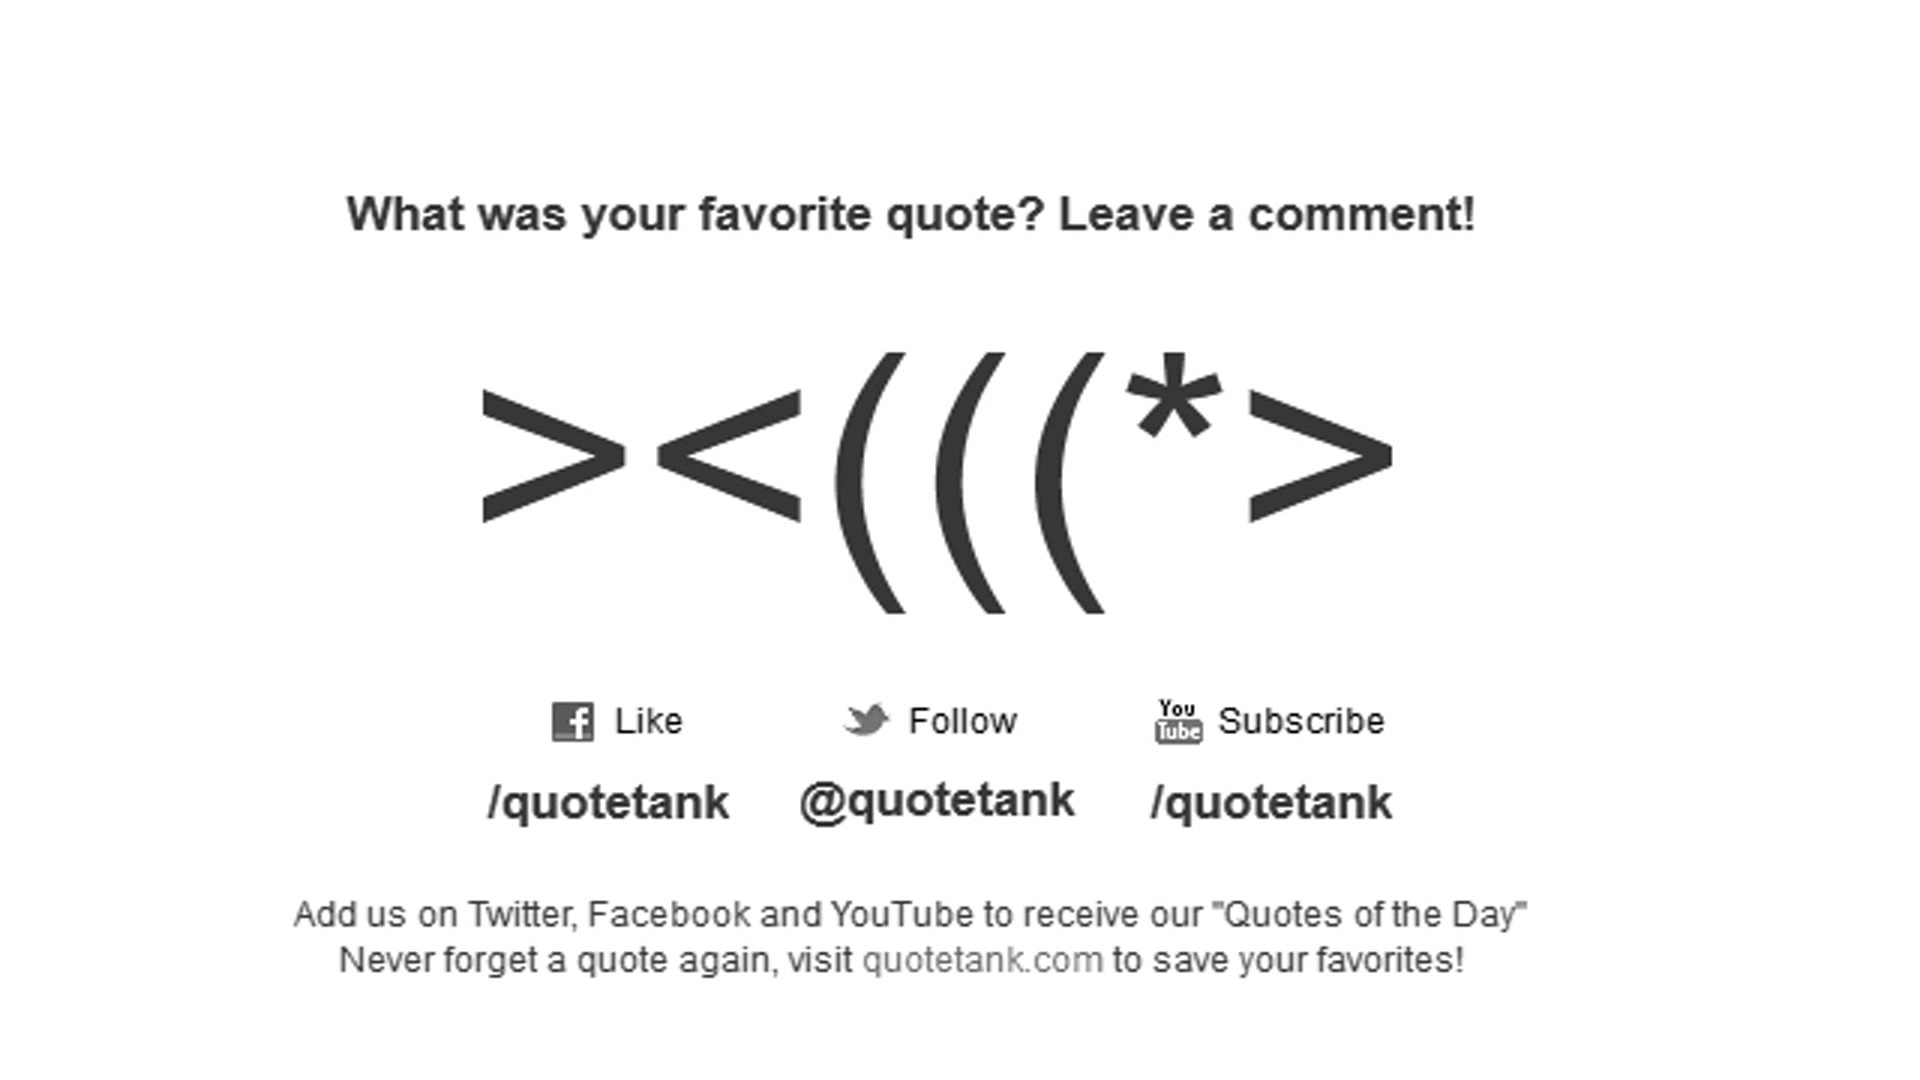 What was your favorite quote? Leave a comment!
><(((*>
f Like
Follow
You Tube Subscribe
/quotetank
@quotetank
/quotetank
Add us on Twitter, Facebook and YouTube to receive our "Quotes of the Day"
Never forget a quote again, visit quotetank.com to save your favorites!